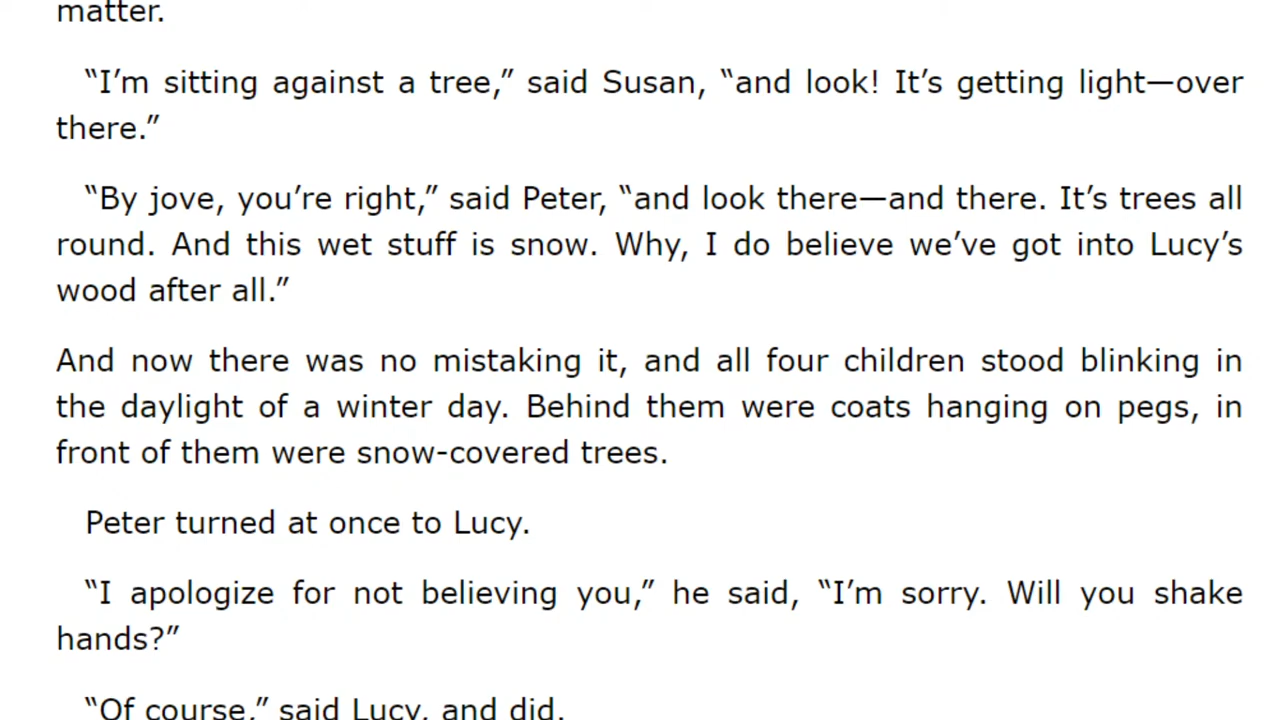 matter.
“I’m sitting against a tree,” said Susan, “and look! It’s getting light—over
there.”
“By jove, you’re right,” said Peter, “and look there—and there. It’s trees all
round. And this wet stuff is snow. Why, I do believe we’ve got into Lucy’s
wood after all.”
And now there was no mistaking it, and all four children stood blinking in
the daylight of a winter day. Behind them were coats hanging on pegs, in
front of them were snow-covered trees.
Peter turned at once to Lucy.
“I apologize for not believing you,” he said, “I’m sorry. Will you shake
hands?”
“Of course,” said Lucy, and did.